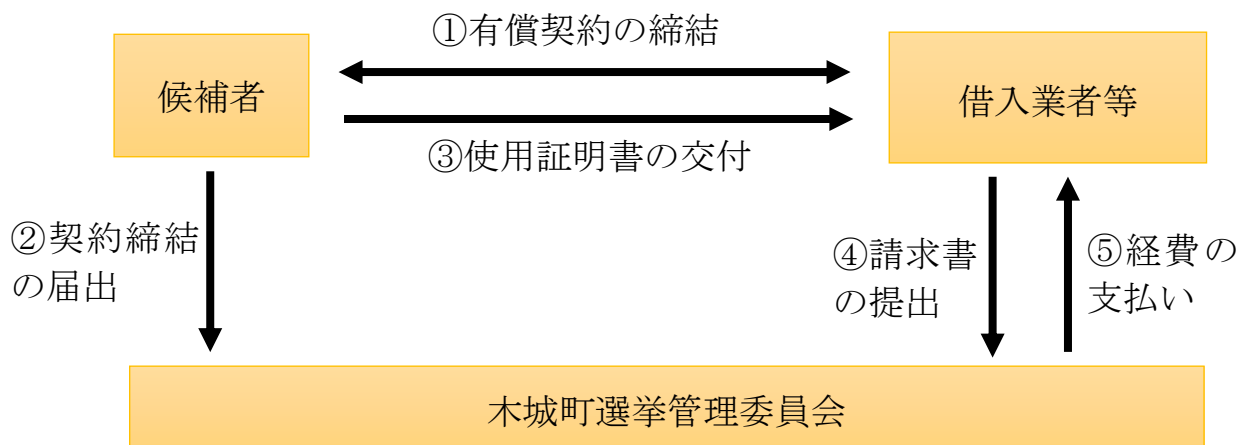 ①有償契約の締結
候補者
借入業者等
③使用証明書の交付
②契約締結
の届出
④請求書
の提出
⑤経費の
支払い
木城町選挙管理委員会